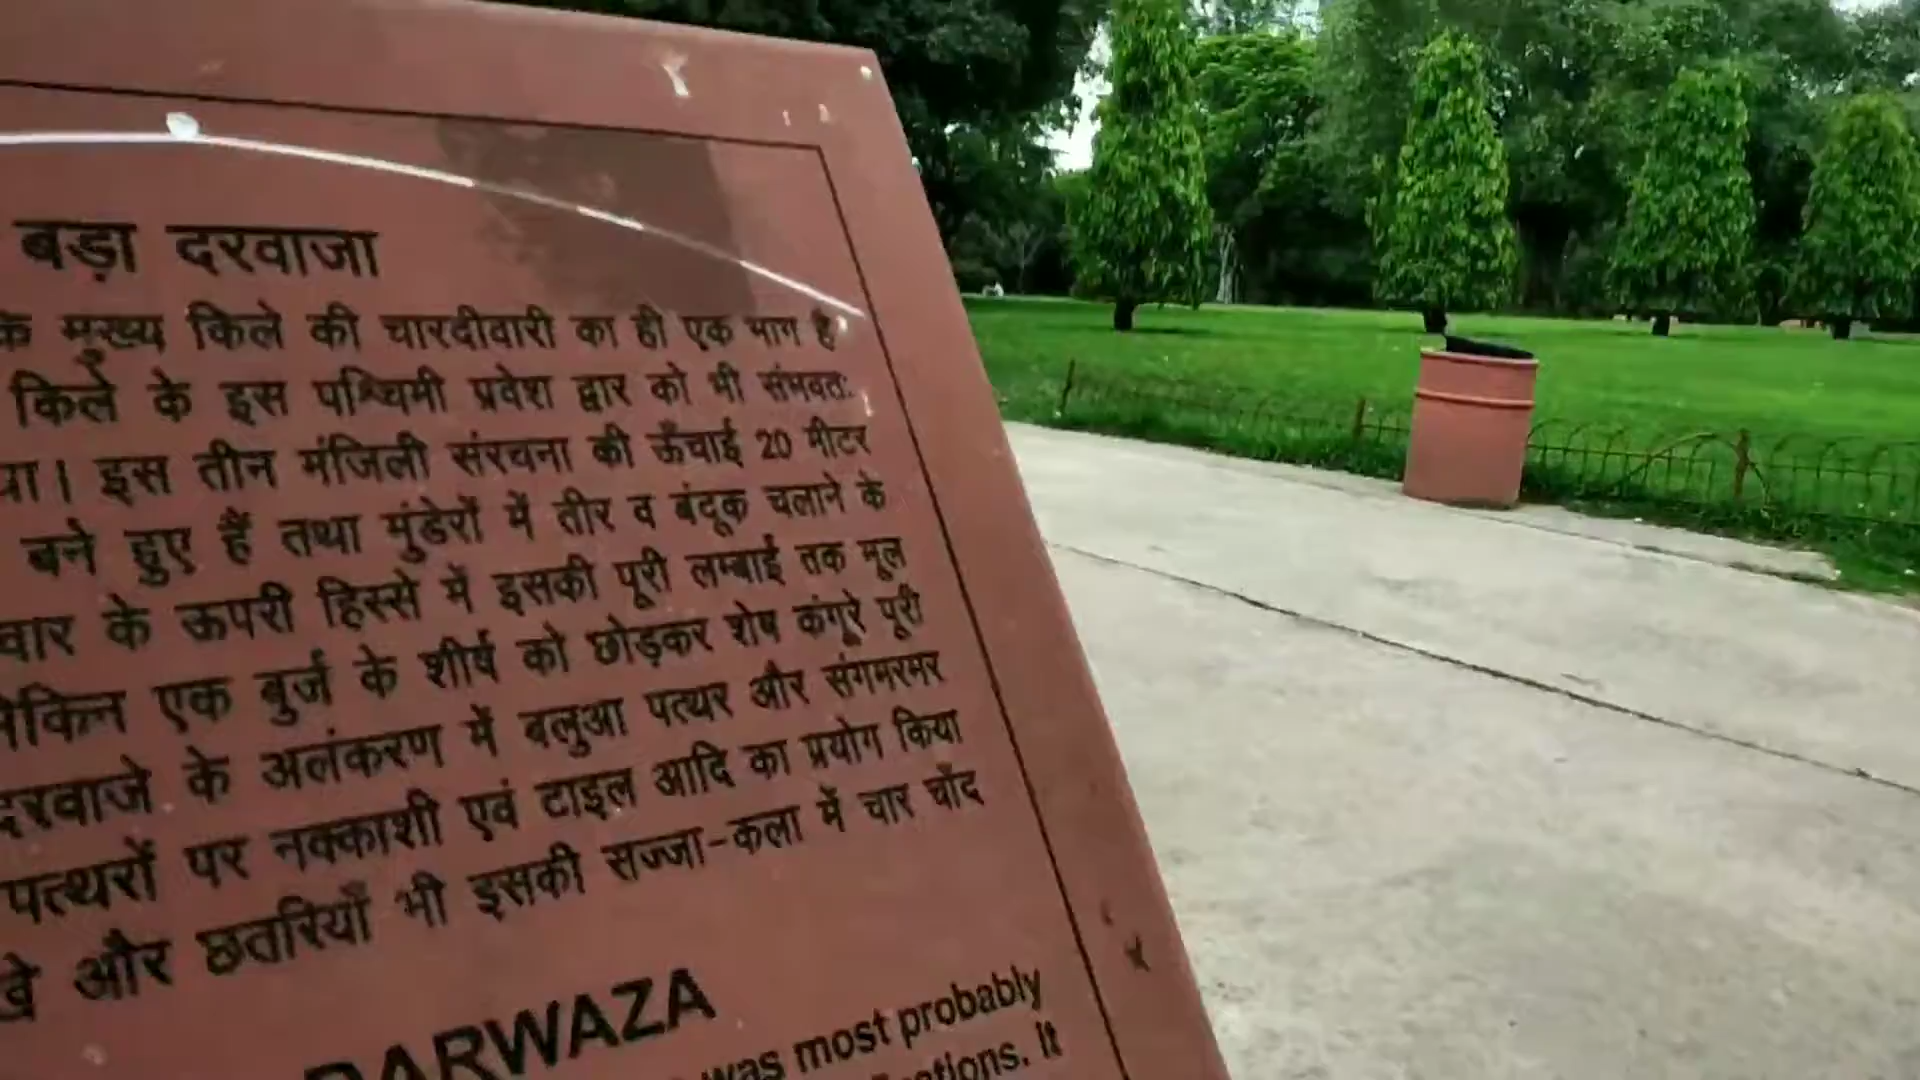 बड़ा दरवाजा
के मुख्य किले की चारदीवारी का ही एक भाग है
किले के इस पश्चिमी प्रवेश द्वार को भी संभवतः
इस तीन मंजिली संरचना की ऊँचाई 20 मीटर
बने हुए हैं तथा मुंडेरों में तीर व बंदूक चलाने के
के ऊपरी हिस्से में इसकी पूरी लम्बाई तक मूल
एक बुर्ज के शीर्ष को छोड़कर शेष कंगूरे पूरी
दरवाजे के अलंकरण में बलुआ पत्थर और संगमरमर
पत्थरों पर नक्काशी एवं टाइल आदि का प्रयोग किया
और छतरियाँ भी इसकी सज्जा-कला में चार चाँद
DARWAZA
was most probably
It